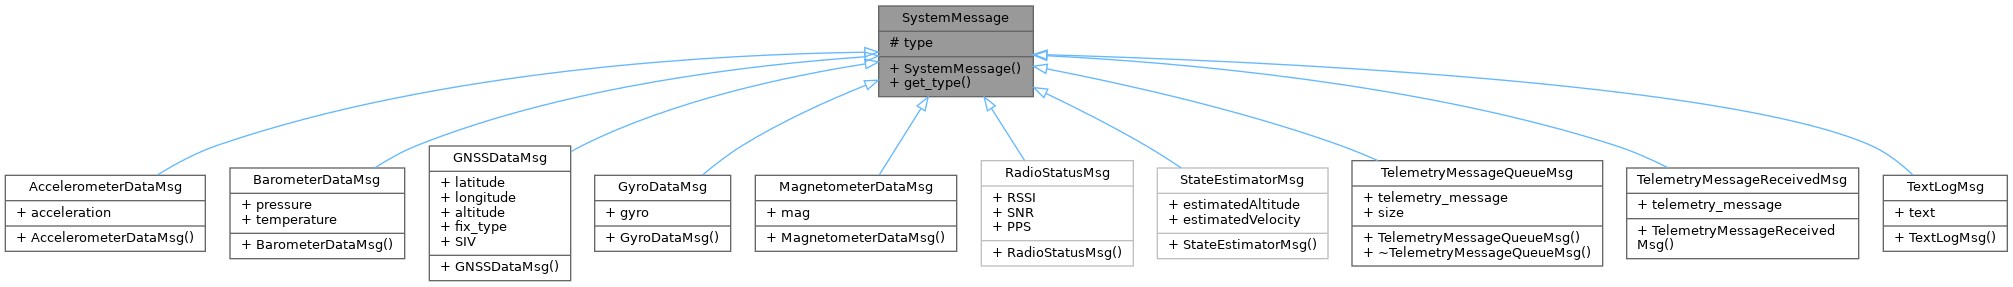 SystemMessage
# type
+ SystemMessage()
+ get_type()
AccelerometerDataMsg
+ acceleration
+ AccelerometerDataMsg()
BarometerDataMsg
+ pressure
+ temperature
+ BarometerDataMsg()
GNSSDataMsg
+ latitude
+ longitude
+ altitude
+ fix_type
+ SIV
+ GNSSDataMsg()
GyroDataMsg
+ gyro
+ GyroDataMsg()
MagnetometerDataMsg
+ mag
+ MagnetometerDataMsg()
RadioStatusMsg
+ RSSI
+ SNR
+ PPS
+ RadioStatusMsg()
StateEstimatorMsg
+ estimatedAltitude
+ estimatedVelocity
+ StateEstimatorMsg()
TelemetryMessageQueueMsg
+ telemetry_message
+ size
+ TelemetryMessageQueueMsg()
+ ~TelemetryMessageQueueMsg()
TelemetryMessageReceivedMsg
+ telemetry_message
+ TelemetryMessageReceived
Msg()
TextLogMsg
+ text
+ TextLogMsg()